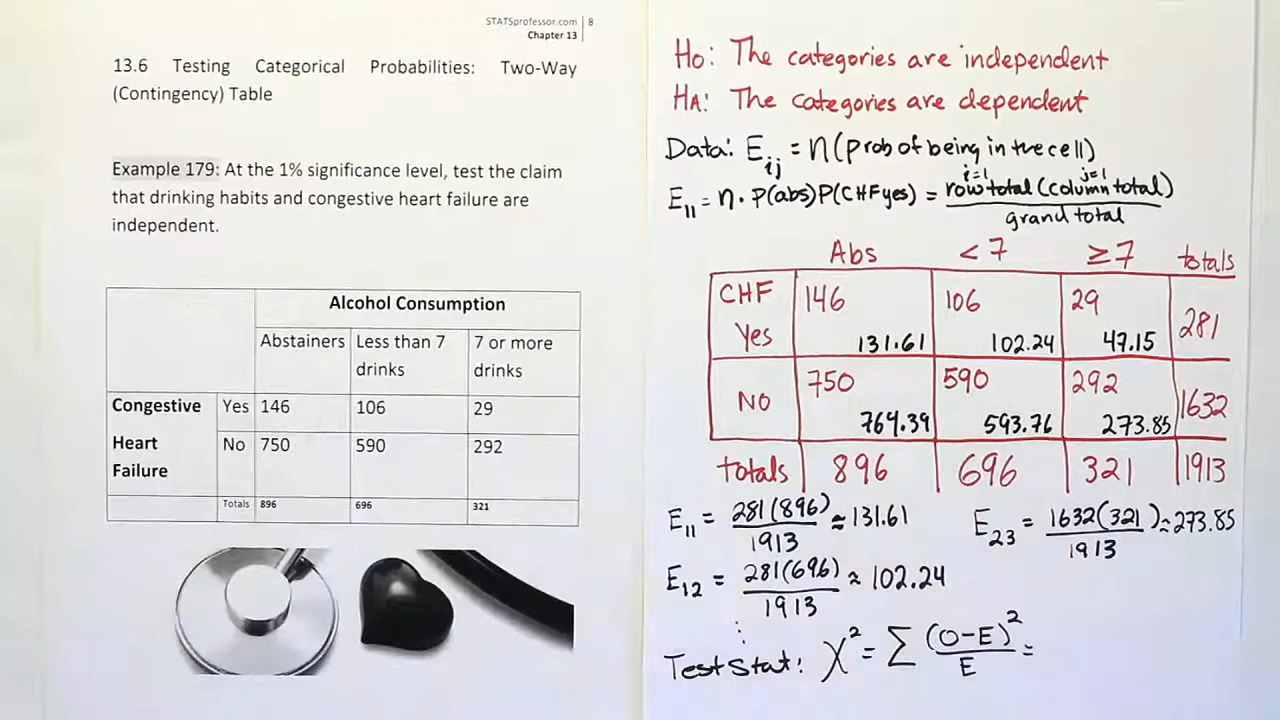 STATSprofessor.com 8
Chapter 13
13.6 Testing Categorical Probabilities: Two-Way
(Contingency) Table
Example 179: At the 1% significance level, test the claim
that drinking habits and congestive heart failure are
independent.
Alcohol Consumption
Abstainers Less than 7 drinks 7 or more drinks
Congestive Heart Failure
Yes 146 106 29
No 750 590 292
Totals 896 696 321
Ho: The categories are independent
HA: The categories are dependent
Data: Eij = n(prob of being in the cell)
i=1 j=1
E11 = n · P(abs)P(CHF yes) = row total (column total) / grand total
Abs < 7 ≥ 7 totals
CHF Yes 146 106 29 281
131.61 102.24 47.15
No 750 590 292 1632
764.39 593.76 273.85
totals 896 696 321 1913
E11 = 281(896) / 1913 ≈ 131.61
E23 = 1632(321) / 1913 ≈ 273.85
E12 = 281(696) / 1913 ≈ 102.24
⋮
Test Stat: χ² = Σ (O-E)² / E =